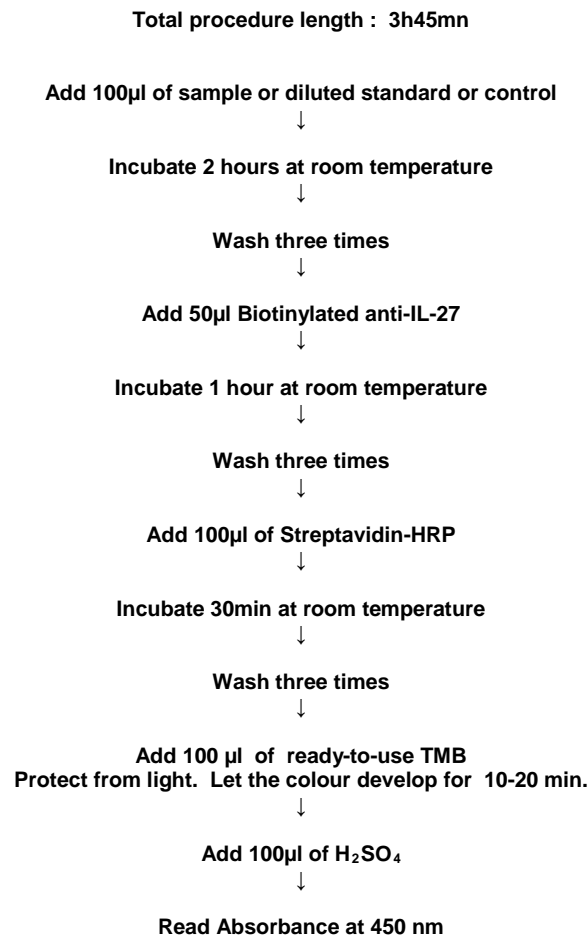 Total procedure length :  3h45mn
Add 100µl of sample or diluted standard or control
↓
Incubate 2 hours at room temperature
↓
Wash three times
↓
Add 50µl Biotinylated anti-IL-27
↓
Incubate 1 hour at room temperature
↓
Wash three times
↓
Add 100µl of Streptavidin-HRP
↓
Incubate 30min at room temperature
↓
Wash three times
↓
Add 100 µl  of  ready-to-use TMB
Protect from light.  Let the colour develop for  10-20 min.
↓
Add 100µl of H₂SO₄
↓
Read Absorbance at 450 nm